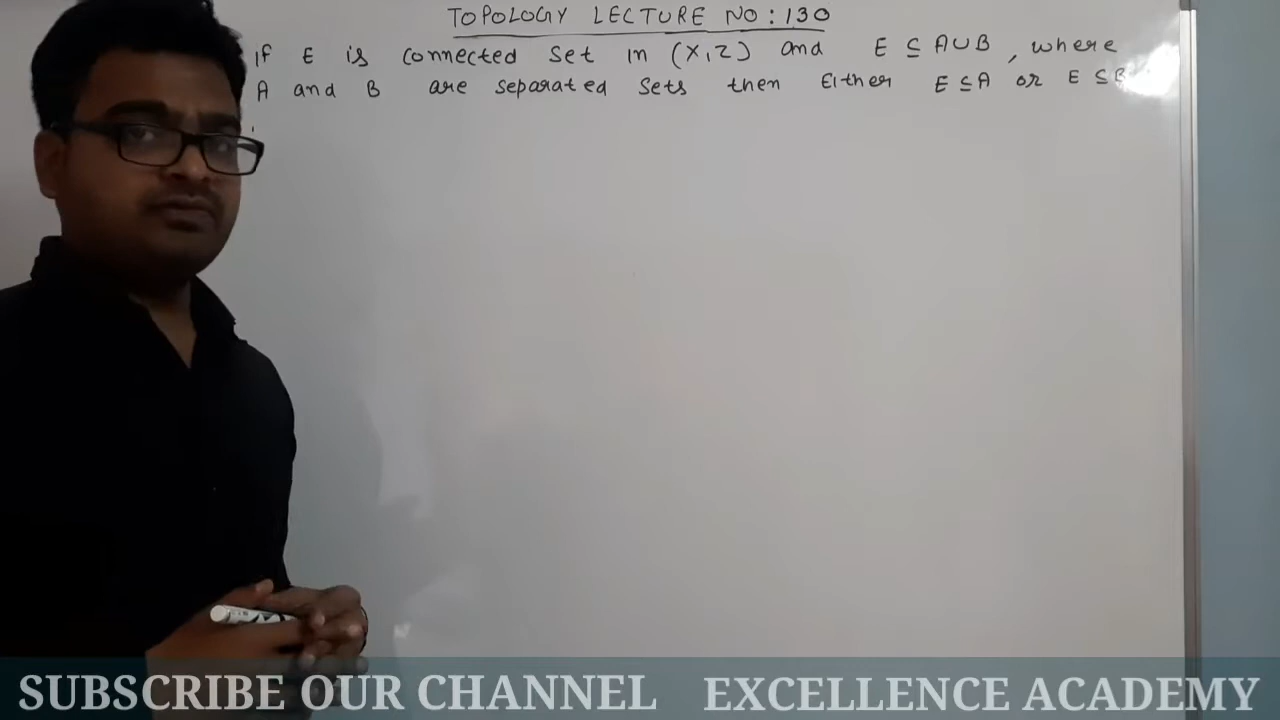 TOPOLOGY LECTURE NO : 130
If E is connected set in (X,τ) and E ⊆ A∪B , where
A and B are separated sets then Either E ⊆ A or E ⊆ B
SUBSCRIBE OUR CHANNEL EXCELLENCE ACADEMY